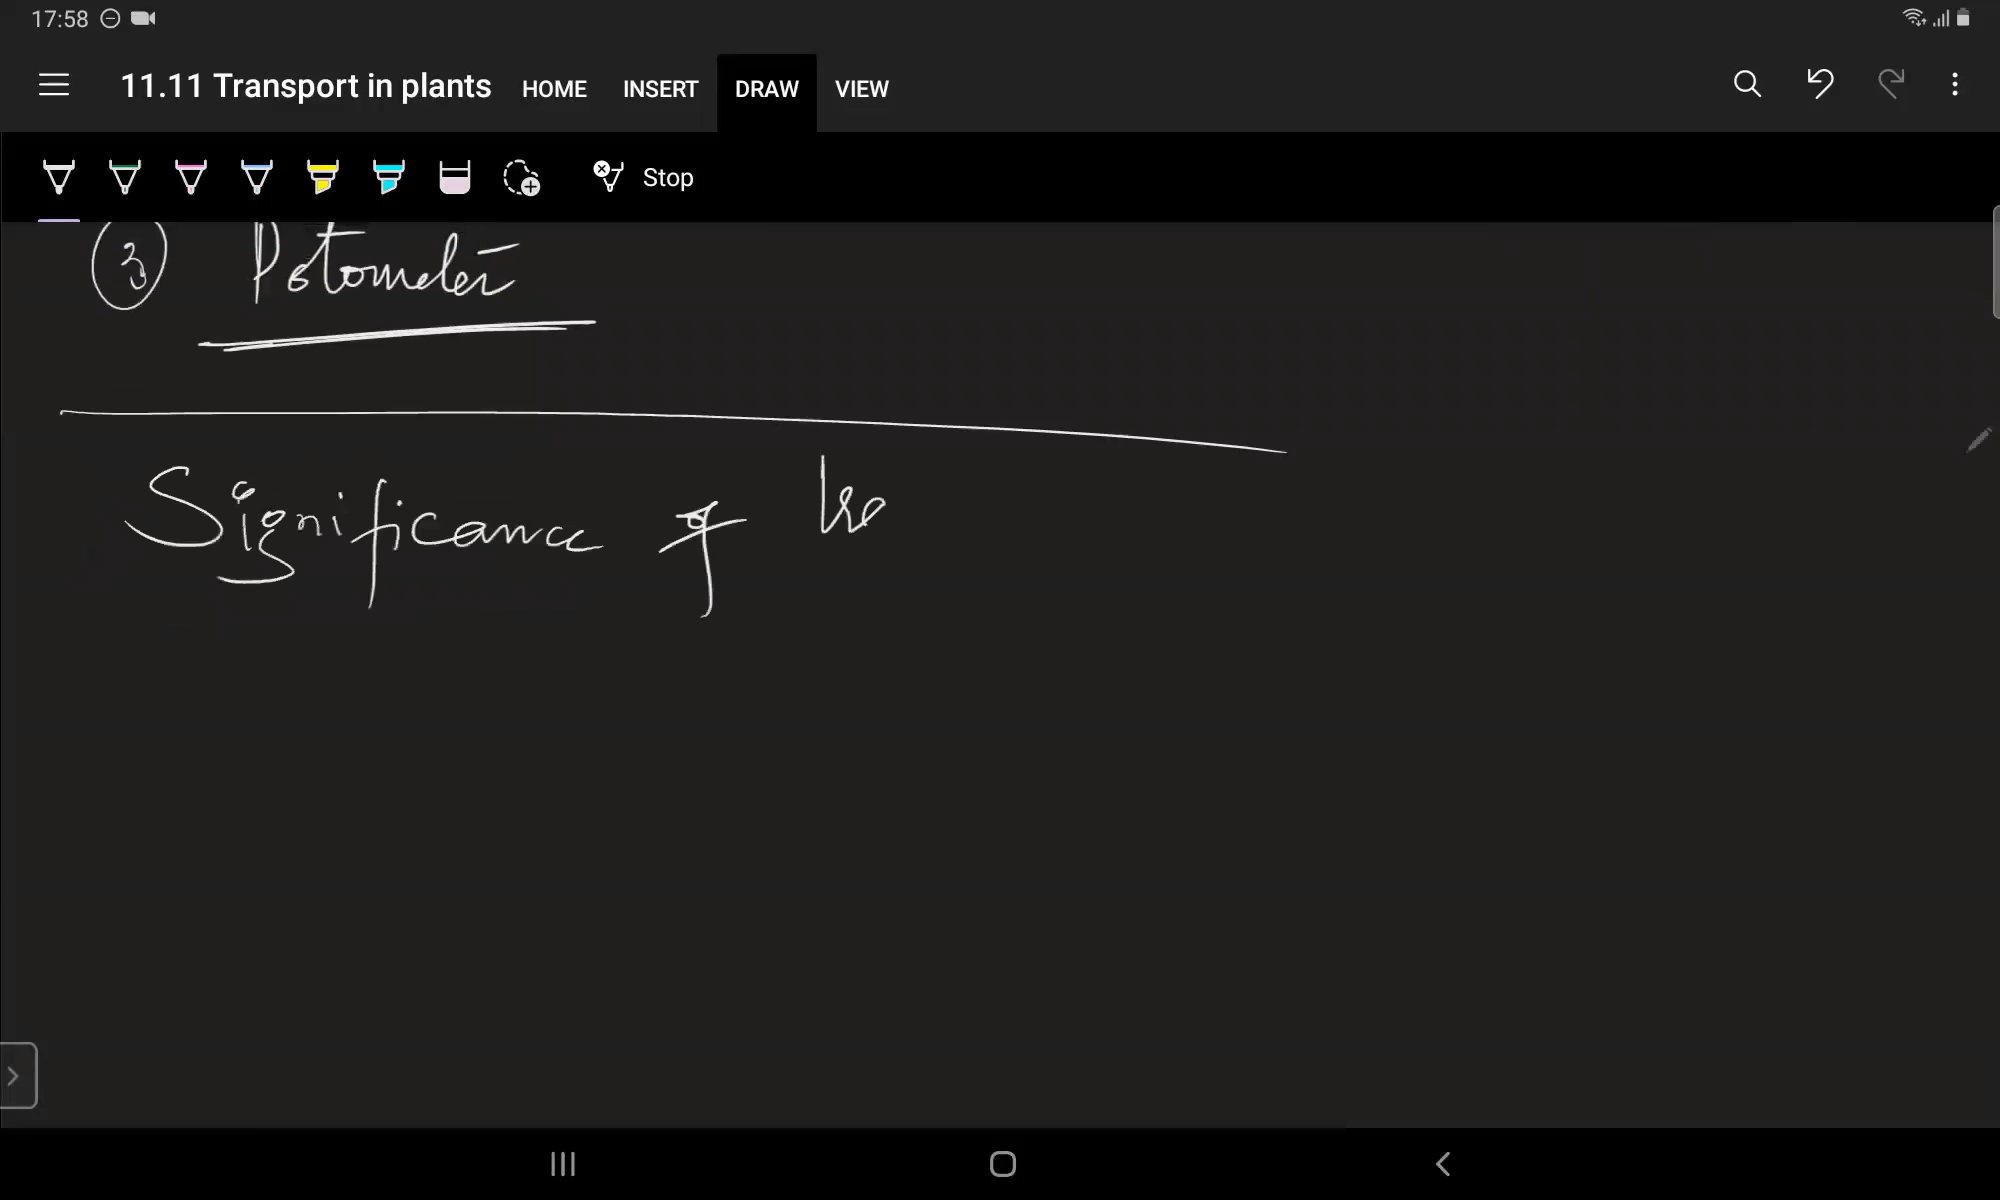 17:58
11.11 Transport in plants HOME INSERT DRAW VIEW
Stop
3 Potometer
Significance of